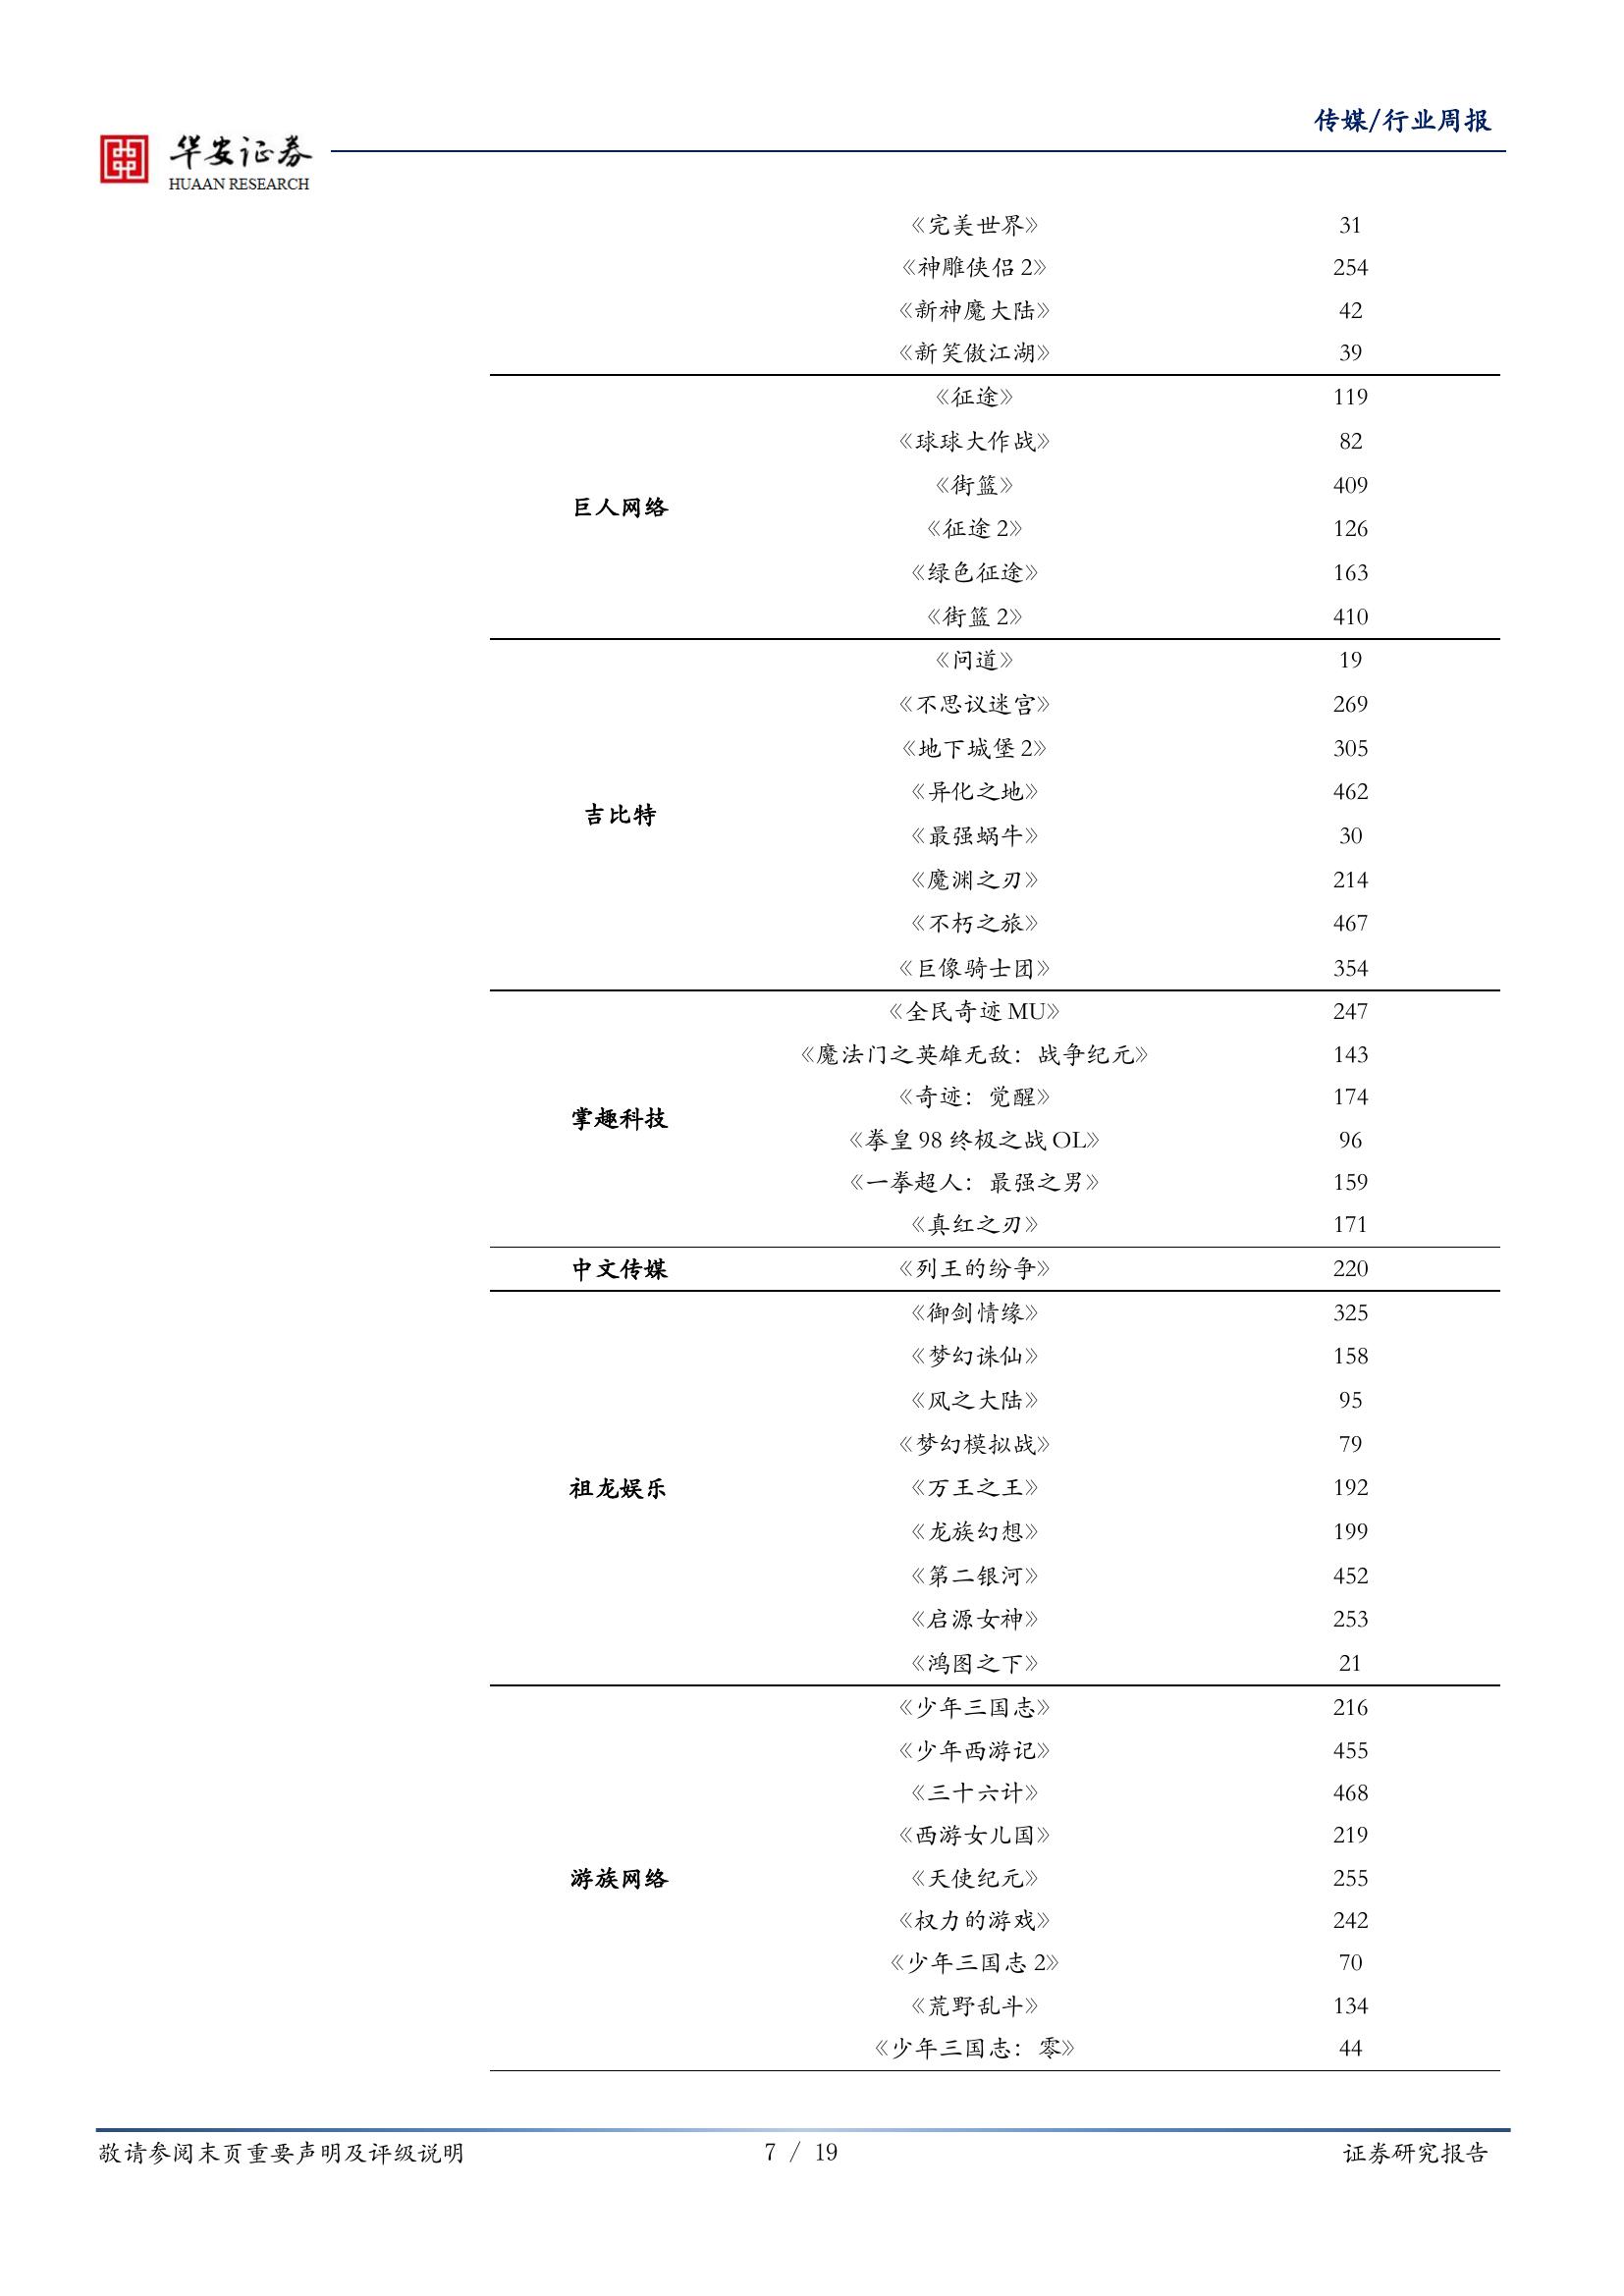 传媒/行业周报
华安证券
HUAAN RESEARCH
《完美世界》 31
《神雕侠侣 2》 254
《新神魔大陆》 42
《新笑傲江湖》 39
《征途》 119
《球球大作战》 82
《街篮》 409
巨人网络
《征途 2》 126
《绿色征途》 163
《街篮 2》 410
《问道》 19
《不思议迷宫》 269
《地下城堡 2》 305
《异化之地》 462
吉比特
《最强蜗牛》 30
《魔渊之刃》 214
《不朽之旅》 467
《巨像骑士团》 354
《全民奇迹 MU》 247
《魔法门之英雄无敌：战争纪元》 143
《奇迹：觉醒》 174
掌趣科技
《拳皇 98 终极之战 OL》 96
《一拳超人：最强之男》 159
《真红之刃》 171
中文传媒 《列王的纷争》 220
《御剑情缘》 325
《梦幻诛仙》 158
《风之大陆》 95
《梦幻模拟战》 79
祖龙娱乐 《万王之王》 192
《龙族幻想》 199
《第二银河》 452
《启源女神》 253
《鸿图之下》 21
《少年三国志》 216
《少年西游记》 455
《三十六计》 468
《西游女儿国》 219
游族网络 《天使纪元》 255
《权力的游戏》 242
《少年三国志 2》 70
《荒野乱斗》 134
《少年三国志：零》 44
敬请参阅末页重要声明及评级说明 7 / 19 证券研究报告